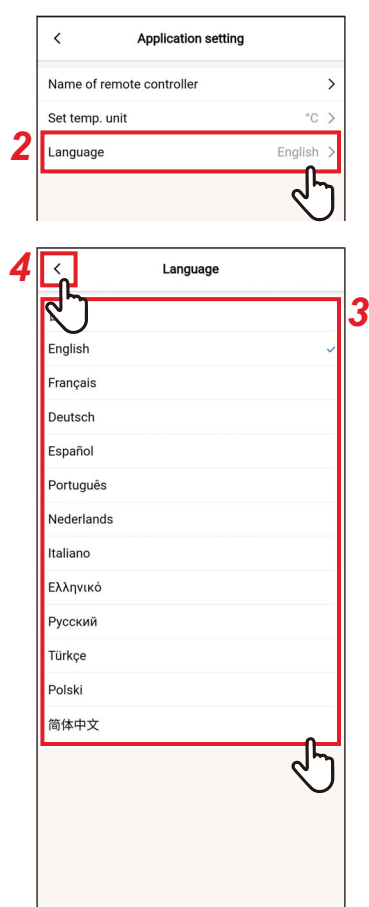 Application setting
Name of remote controller
Set temp. unit °C
2
Language English
4
Language
3
English
Français
Deutsch
Español
Português
Nederlands
Italiano
Ελληνικό
Русский
Türkçe
Polski
简体中文